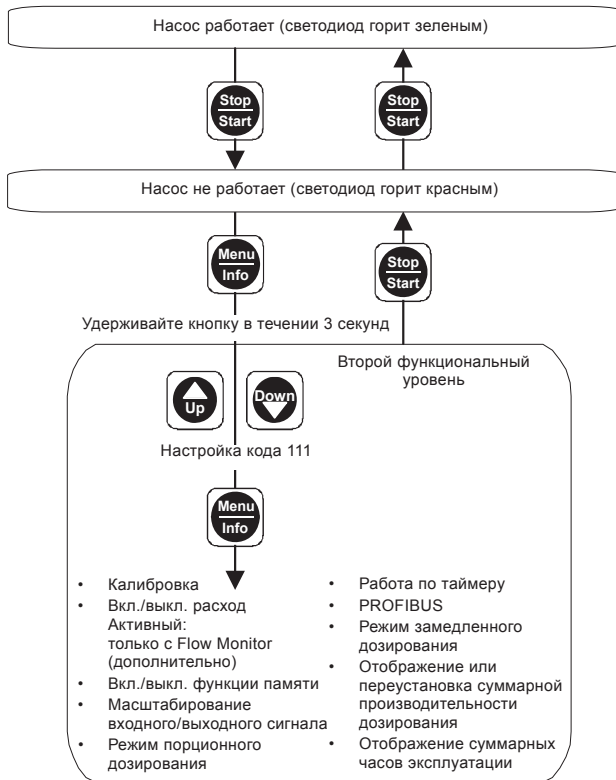 Насос работает (светодиод горит зеленым)
Stop
Start
Stop
Start
Насос не работает (светодиод горит красным)
Menu
Info
Stop
Start
Удерживайте кнопку в течении 3 секунд
Второй функциональный
уровень
Up
Down
Настройка кода 111
Menu
Info
• Калибровка
• Вкл./выкл. расход
Активный:
только с Flow Monitor
(дополнительно)
• Вкл./выкл. функции памяти
• Масштабирование
входного/выходного сигнала
• Режим порционного
дозирования
• Работа по таймеру
• PROFIBUS
• Режим замедленного
дозирования
• Отображение или
переустановка суммарной
производительности
дозирования
• Отображение суммарных
часов эксплуатации